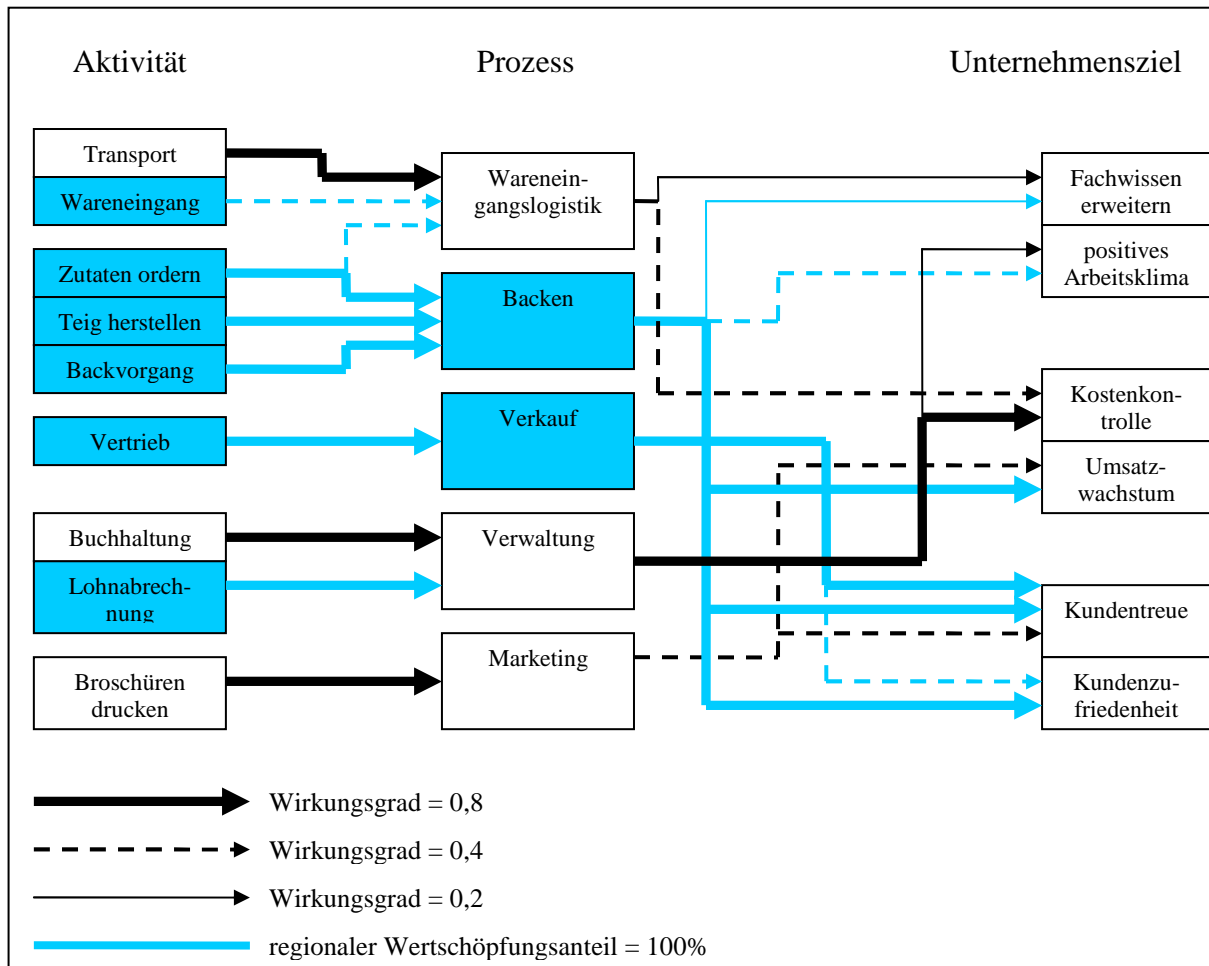 Aktivität
Prozess
Unternehmensziel
Transport
Wareneingang
Zutaten ordern
Teig herstellen
Backvorgang
Vertrieb
Buchhaltung
Lohnabrech-
nung
Broschüren
drucken
Warenein-
gangslogistik
Backen
Verkauf
Verwaltung
Marketing
Fachwissen
erweitern
positives
Arbeitsklima
Kostenkon-
trolle
Umsatz-
wachstum
Kundentreue
Kundenzu-
friedenheit
Wirkungsgrad = 0,8
Wirkungsgrad = 0,4
Wirkungsgrad = 0,2
regionaler Wertschöpfungsanteil = 100%